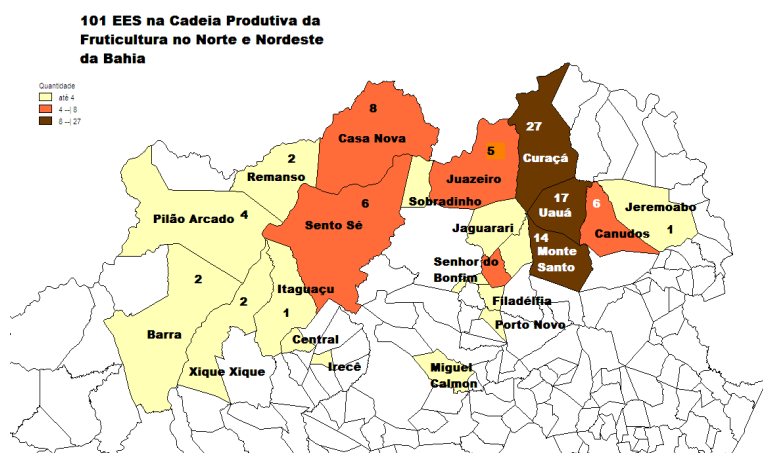 101 EES na Cadeia Produtiva da
Fruticultura no Norte e Nordeste
da Bahia
Quantidade
até 4
4 --| 8
8 --| 27
8
Casa Nova
27
Curaçá
2
Remanso
5
Juazeiro
Sobradinho
6
Sento Sé
Pilão Arcado 4
17
Uauá
6
Canudos
Jeremoabo
1
Jaguarari
14
Monte
Santo
Senhor do
Bonfim
2
Barra
2
Xique Xique
Itaguaçu
1
Filadélfia
Porto Novo
Central
Irecê
Miguel
Calmon